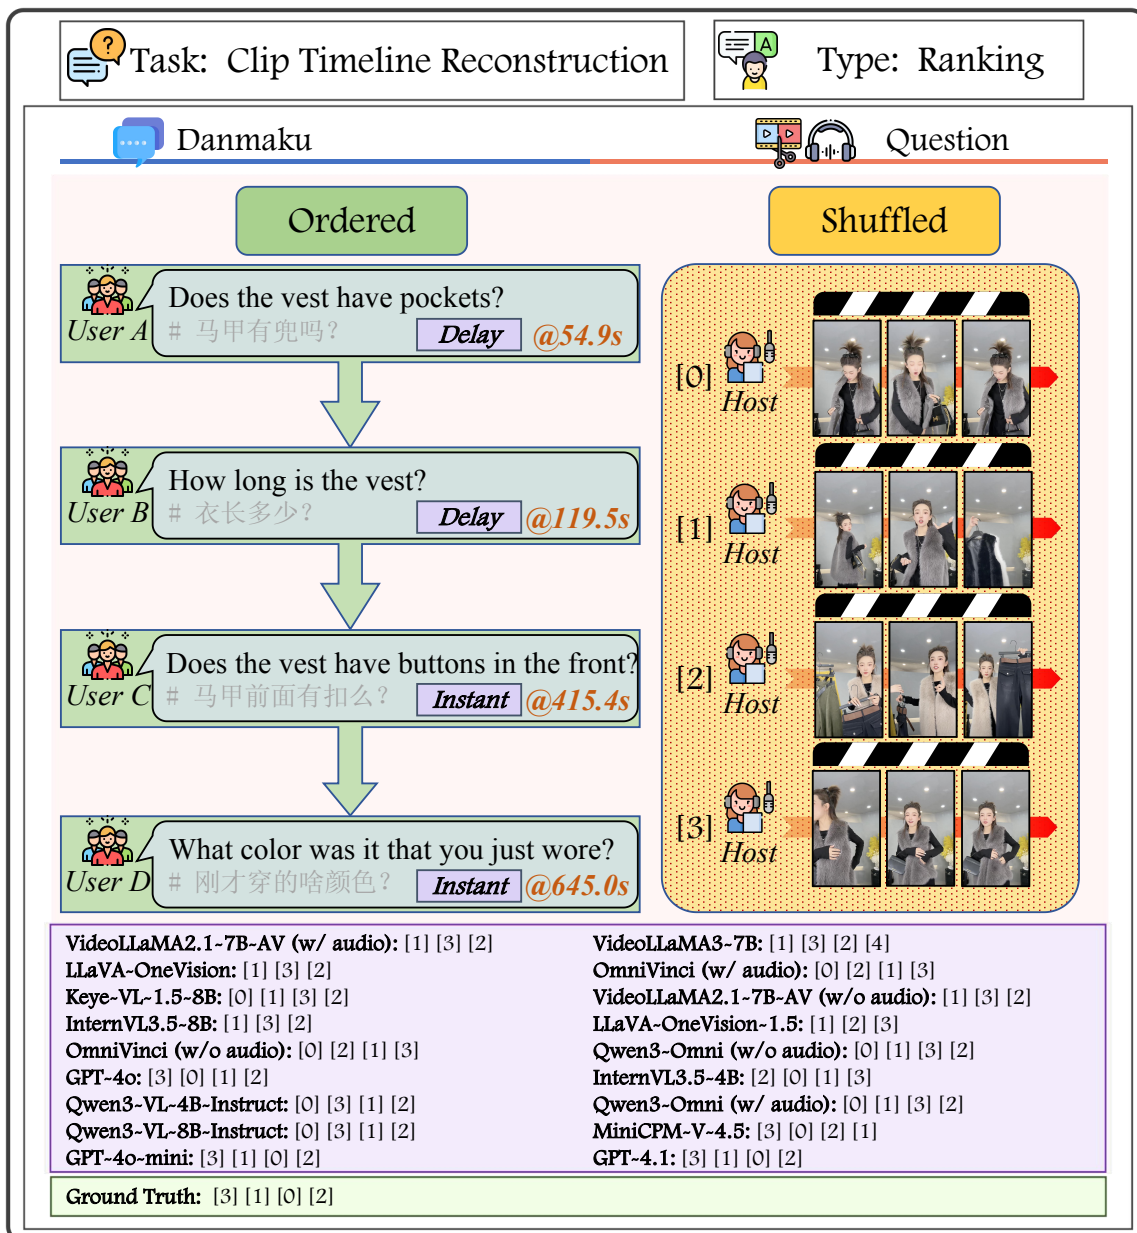 Task: Clip Timeline Reconstruction
Type: Ranking
Danmaku
Question
Ordered
Shuffled
User A
Does the vest have pockets?
# 马甲有兜吗?
Delay @54.9s
User B
How long is the vest?
# 衣长多少?
Delay @119.5s
User C
Does the vest have buttons in the front?
# 马甲前面有扣么?
Instant @415.4s
User D
What color was it that you just wore?
# 刚才穿的啥颜色?
Instant @645.0s
[0] Host
[1] Host
[2] Host
[3] Host
VideoLLaMA2.1-7B-AV (w/ audio): [1] [3] [2]
LLaVA-OneVision: [1] [3] [2]
Keye-VL-1.5-8B: [0] [1] [3] [2]
InternVL3.5-8B: [1] [3] [2]
OmniVinci (w/o audio): [0] [2] [1] [3]
GPT-4o: [3] [0] [1] [2]
Qwen3-VL-4B-Instruct: [0] [3] [1] [2]
Qwen3-VL-8B-Instruct: [0] [3] [1] [2]
GPT-4o-mini: [3] [1] [0] [2]
VideoLLaMA3-7B: [1] [3] [2] [4]
OmniVinci (w/ audio): [0] [2] [1] [3]
VideoLLaMA2.1-7B-AV (w/o audio): [1] [3] [2]
LLaVA-OneVision-1.5: [1] [2] [3]
Qwen3-Omni (w/o audio): [0] [1] [3] [2]
InternVL3.5-4B: [2] [0] [1] [3]
Qwen3-Omni (w/ audio): [0] [1] [3] [2]
MiniCPM-V-4.5: [3] [0] [2] [1]
GPT-4.1: [3] [1] [0] [2]
Ground Truth: [3] [1] [0] [2]